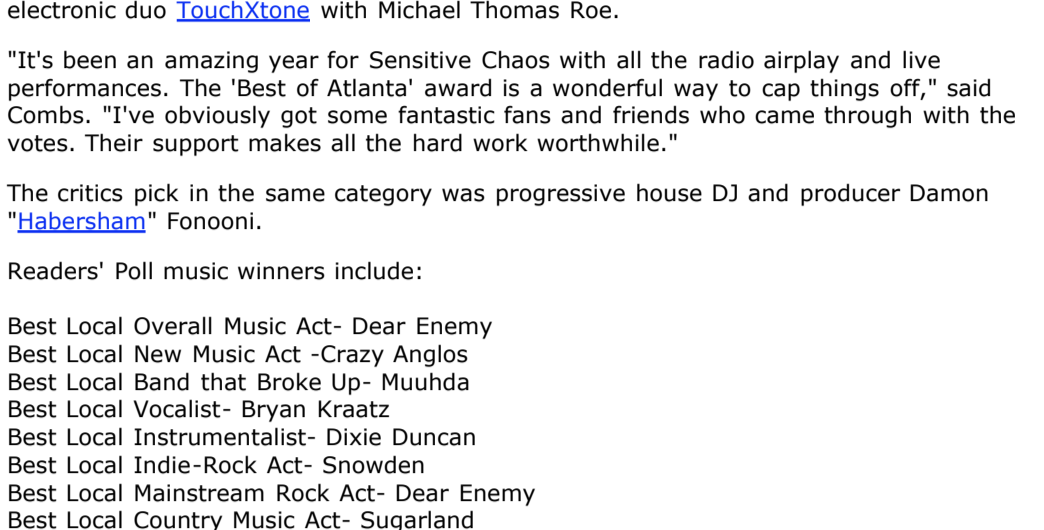 electronic duo TouchXtone with Michael Thomas Roe.
"It's been an amazing year for Sensitive Chaos with all the radio airplay and live
performances. The 'Best of Atlanta' award is a wonderful way to cap things off," said
Combs. "I've obviously got some fantastic fans and friends who came through with the
votes. Their support makes all the hard work worthwhile."
The critics pick in the same category was progressive house DJ and producer Damon
"Habersham" Fonooni.
Readers' Poll music winners include:
Best Local Overall Music Act- Dear Enemy
Best Local New Music Act -Crazy Anglos
Best Local Band that Broke Up- Muuhda
Best Local Vocalist- Bryan Kraatz
Best Local Instrumentalist- Dixie Duncan
Best Local Indie-Rock Act- Snowden
Best Local Mainstream Rock Act- Dear Enemy
Best Local Country Music Act- Sugarland